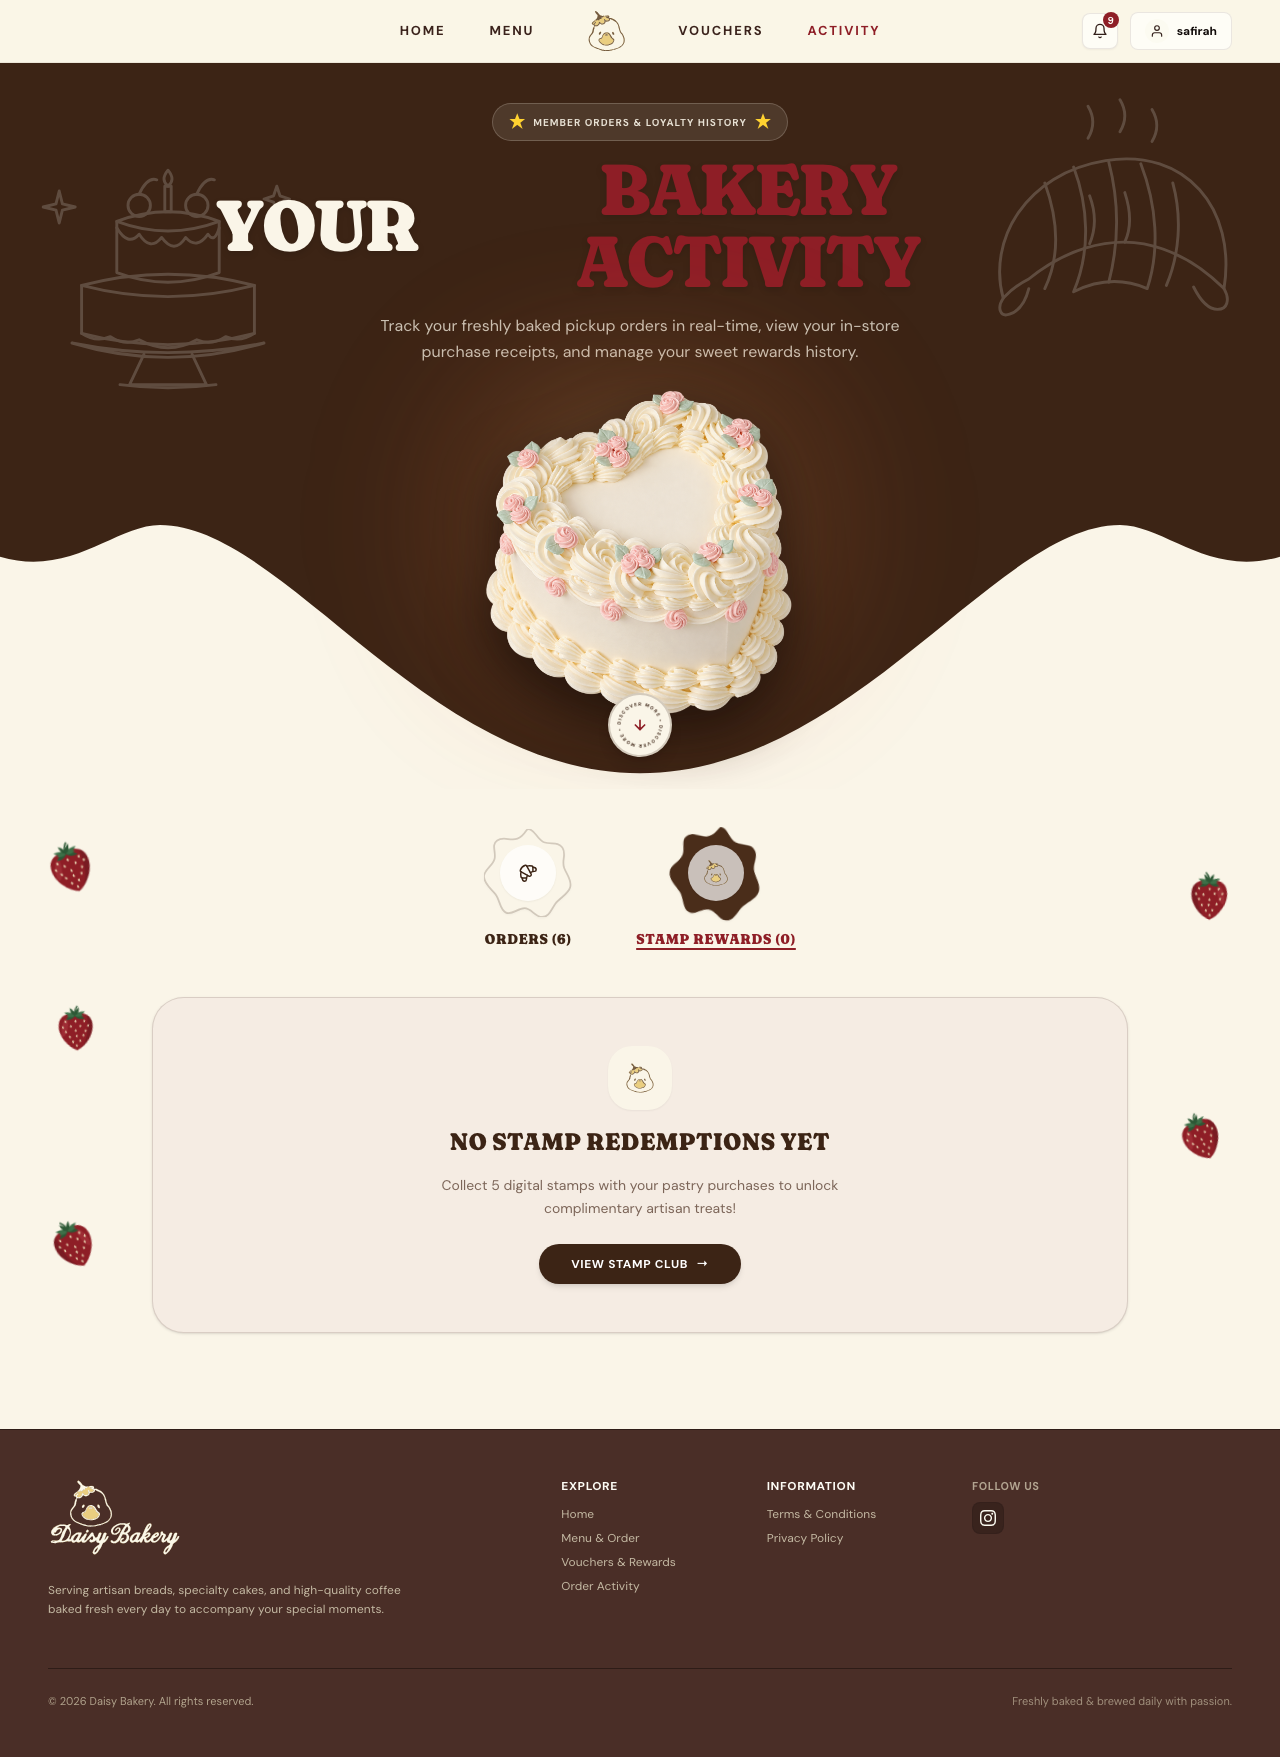 HOME
MENU
VOUCHERS
ACTIVITY
9
safirah
MEMBER ORDERS & LOYALTY HISTORY
YOUR
BAKERY
ACTIVITY
Track your freshly baked pickup orders in real-time, view your in-store
purchase receipts, and manage your sweet rewards history.
DISCOVER MORE • DISCOVER MORE •
ORDERS (6)
STAMP REWARDS (0)
NO STAMP REDEMPTIONS YET
Collect 5 digital stamps with your pastry purchases to unlock
complimentary artisan treats!
VIEW STAMP CLUB →
Daisy Bakery
Serving artisan breads, specialty cakes, and high-quality coffee
baked fresh every day to accompany your special moments.
EXPLORE
Home
Menu & Order
Vouchers & Rewards
Order Activity
INFORMATION
Terms & Conditions
Privacy Policy
FOLLOW US
© 2026 Daisy Bakery. All rights reserved.
Freshly baked & brewed daily with passion.